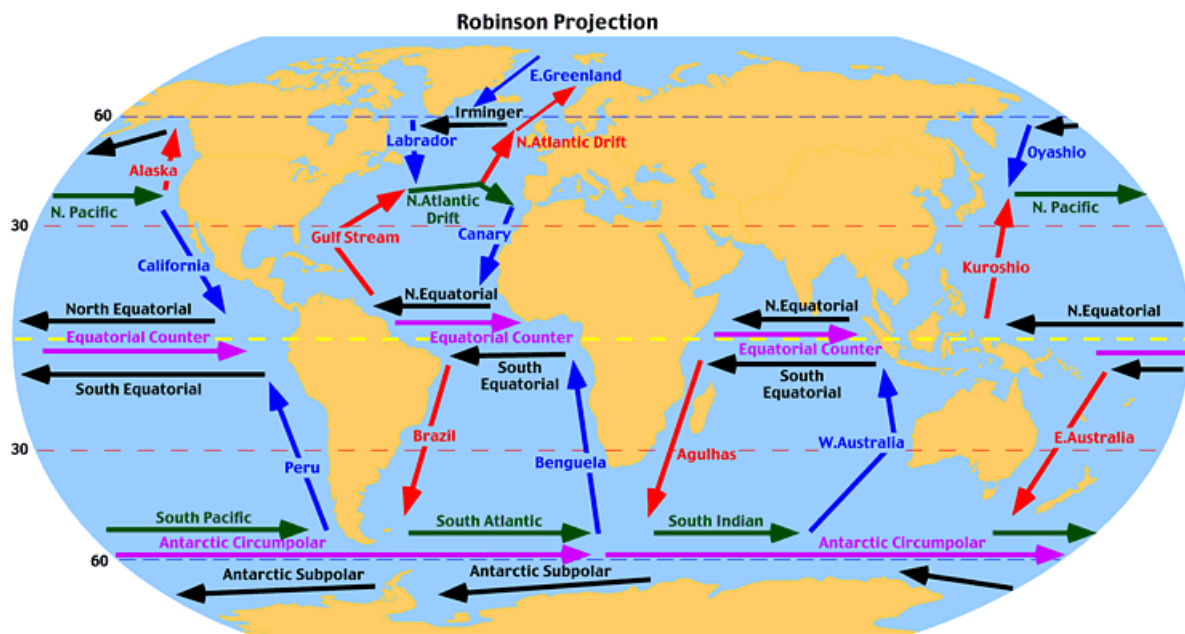 Robinson Projection
E.Greenland
60
Irminger
Labrador
N.Atlantic Drift
Oyashio
Alaska
N. Pacific
N.Atlantic
Drift
N. Pacific
30
Gulf Stream
Canary
California
Kuroshio
North Equatorial
N.Equatorial
N.Equatorial
N.Equatorial
Equatorial Counter
Equatorial Counter
Equatorial Counter
South Equatorial
South
Equatorial
South
Equatorial
30
Brazil
Peru
Benguela
Agulhas
W.Australia
E.Australia
South Pacific
South Atlantic
South Indian
Antarctic Circumpolar
Antarctic Circumpolar
60
Antarctic Subpolar
Antarctic Subpolar